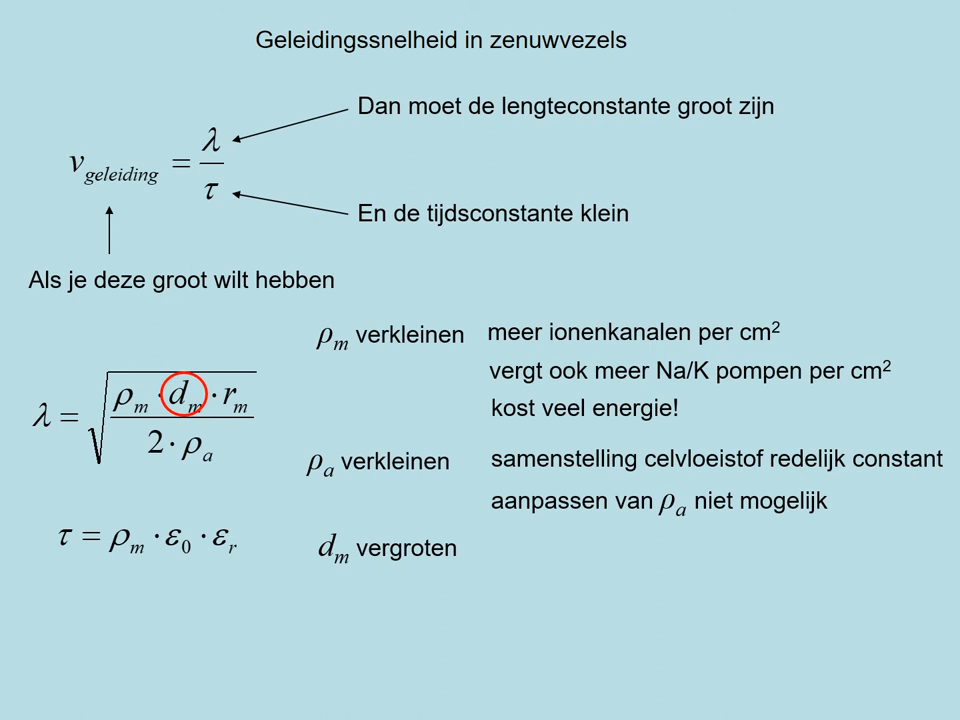 Geleidingssnelheid in zenuwvezels
Dan moet de lengteconstante groot zijn
v_geleiding = λ / τ
En de tijdsconstante klein
Als je deze groot wilt hebben
ρ_m verkleinen meer ionenkanalen per cm²
vergt ook meer Na/K pompen per cm²
kost veel energie!
λ = √(ρ_m · d_m · r_m / 2 · ρ_a)
ρ_a verkleinen samenstelling celvloeistof redelijk constant
aanpassen van ρ_a niet mogelijk
τ = ρ_m · ε_0 · ε_r
d_m vergroten